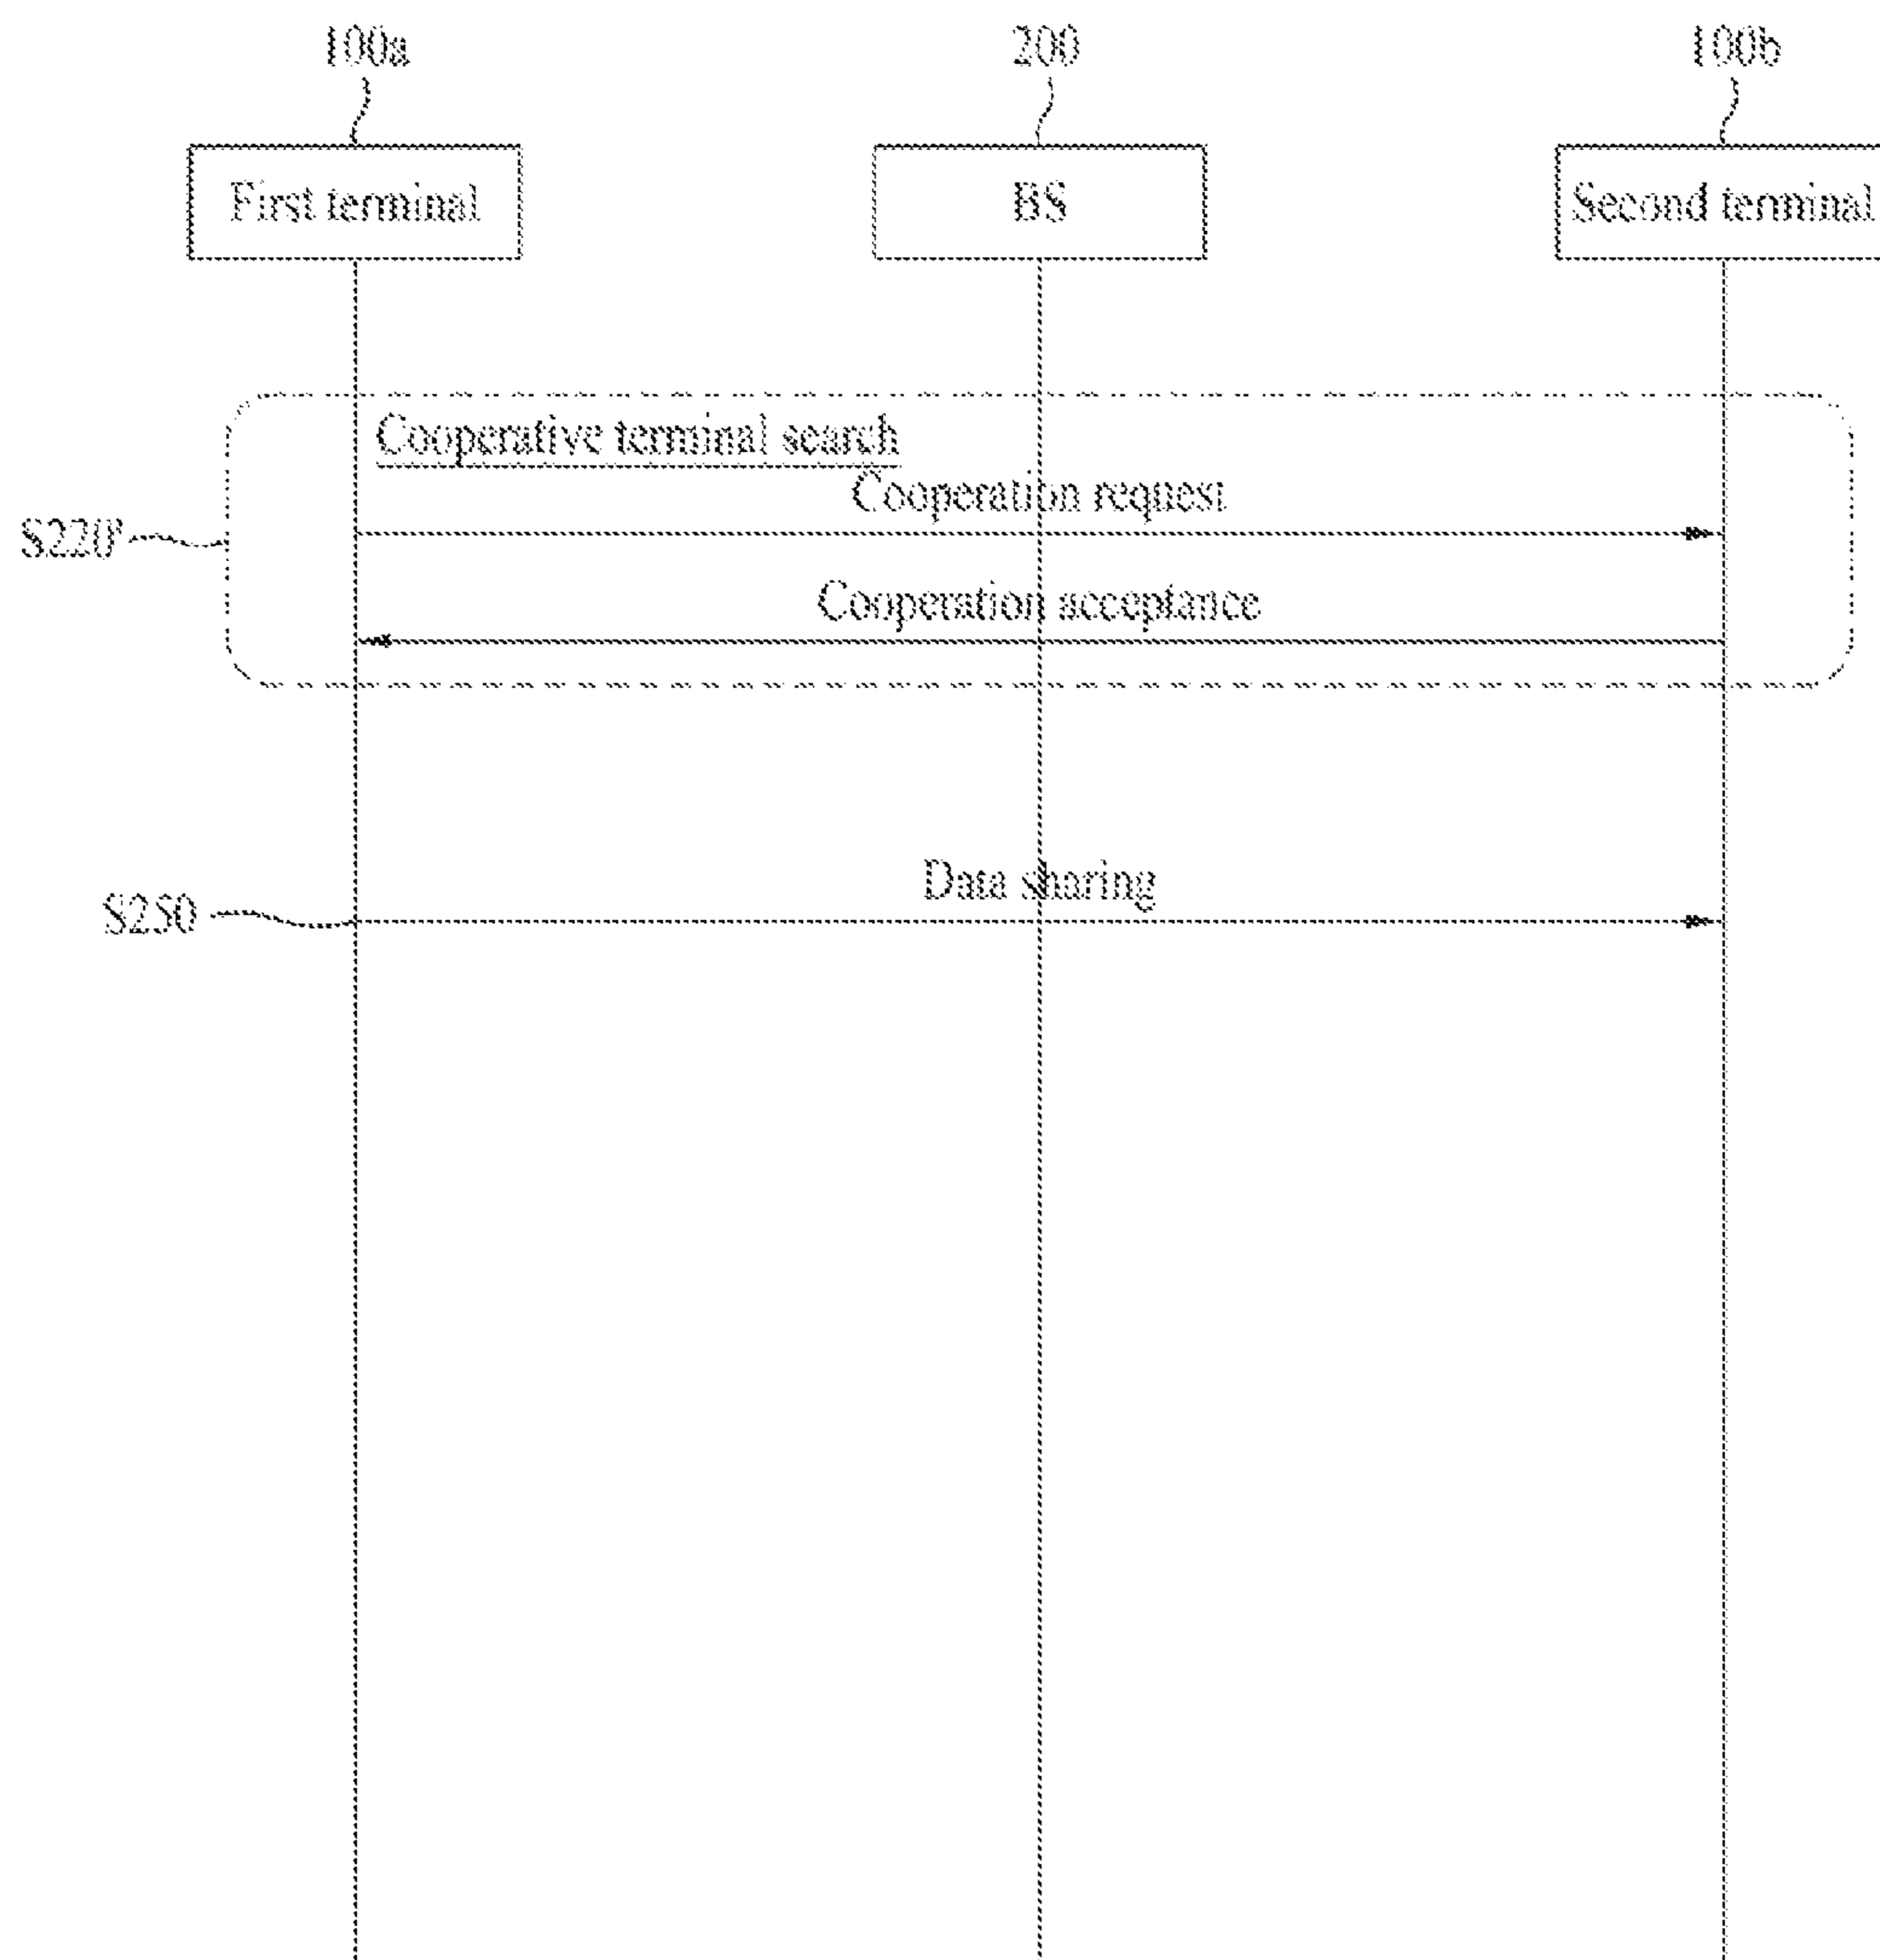 100a
200
100b
First terminal
BS
Second terminal
Cooperative terminal search
Cooperation request
S220'
Cooperation acceptance
Data sharing
S250